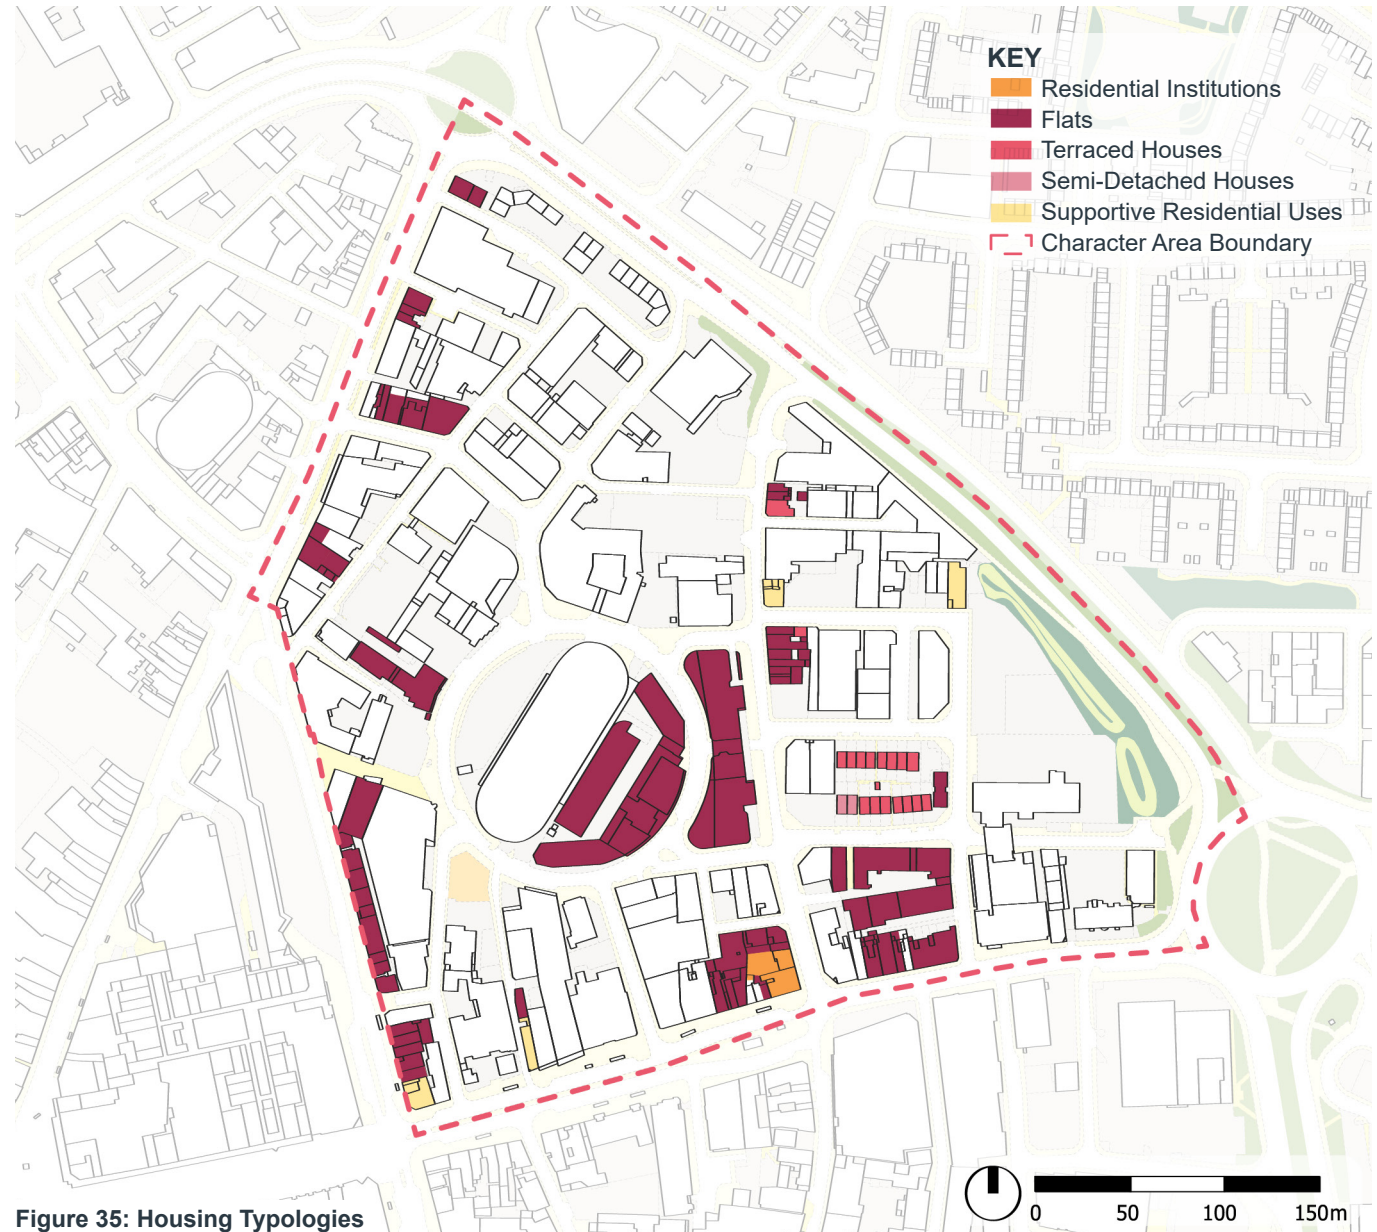 KEY
Residential Institutions
Flats
Terraced Houses
Semi-Detached Houses
Supportive Residential Uses
Character Area Boundary
Figure 35: Housing Typologies
0 50 100 150m